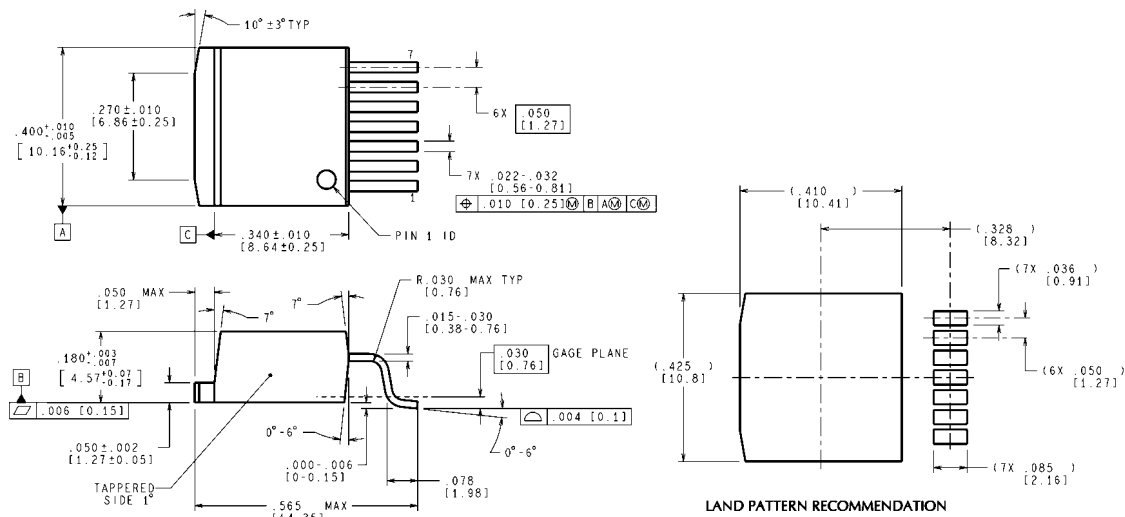 10° ±3° TYP
7
.270±.010
[6.86±0.25]
.400 +.010 -.005
[ 10.16 +0.25 -0.12 ]
6X .050
[1.27]
7X .022-.032
[0.56-0.81]
⌖ .010 [0.25]Ⓜ B AⓂ CⓂ
1
A
C
.340±.010
[8.64±0.25]
PIN 1 ID
.050 MAX
[1.27]
7°
7°
R.030 MAX TYP
[0.76]
.015-.030
[0.38-0.76]
.030
[0.76]
GAGE PLANE
.180 +.003 -.007
[ 4.57 +0.07 -0.17 ]
B
⏥ .006 [0.15]
⌓ .004 [0.1]
.050±.002
[1.27±0.05]
0°-6°
0°-6°
.000-.006
[0-0.15]
.078
[1.98]
TAPPERED
SIDE 1°
.565 MAX
(.410 )
[10.41]
(.328 )
[8.32]
(7X .036 )
[0.91]
(.425 )
[10.8]
(6X .050 )
[1.27]
(7X .085 )
[2.16]
LAND PATTERN RECOMMENDATION